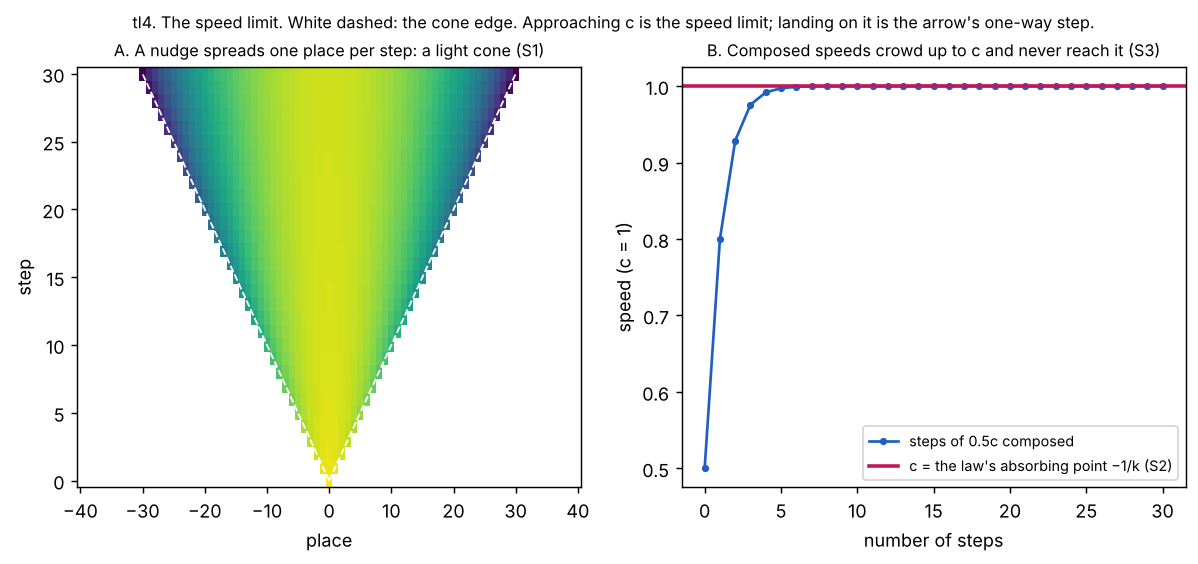 tl4. The speed limit. White dashed: the cone edge. Approaching c is the speed limit; landing on it is the arrow's one-way step.
A. A nudge spreads one place per step: a light cone (S1)
30
25
20
15
10
5
0
step
−40 −30 −20 −10 0 10 20 30 40
place
B. Composed speeds crowd up to c and never reach it (S3)
1.0
0.9
0.8
0.7
0.6
0.5
speed (c = 1)
steps of 0.5c composed
c = the law's absorbing point −1/k (S2)
0 5 10 15 20 25 30
number of steps